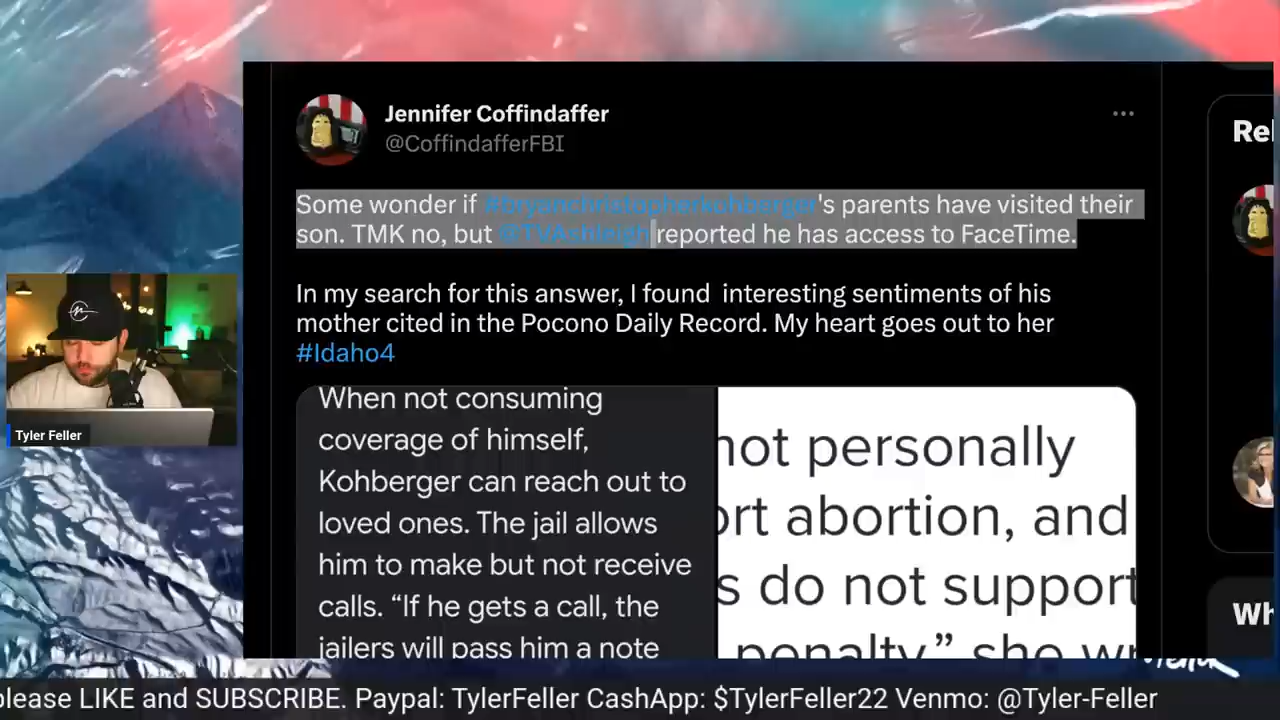 Jennifer Coffindaffer
@CoffindafferFBI
Some wonder if #bryanchristopherkohberger's parents have visited their
son. TMK no, but @TVAshleigh reported he has access to FaceTime.
In my search for this answer, I found interesting sentiments of his
mother cited in the Pocono Daily Record. My heart goes out to her
#Idaho4
When not consuming
coverage of himself,
Kohberger can reach out to
loved ones. The jail allows
him to make but not receive
calls. “If he gets a call, the
jailers will pass him a note
not personally
ort abortion, and
s do not support
penalty,” she wr
Rel
Wh
Tyler Feller
please LIKE and SUBSCRIBE. Paypal: TylerFeller CashApp: $TylerFeller22 Venmo: @Tyler-Feller